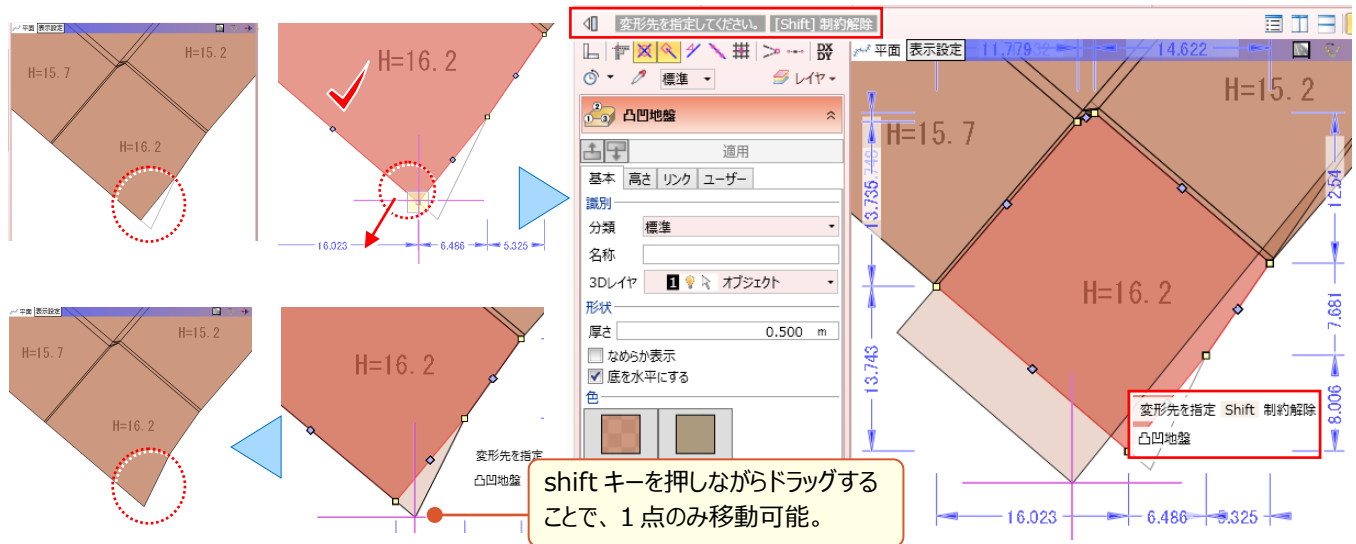 平面 表示設定
H=15.7
H=15.2
H=16.2
H=16.2
16.023
6.486
5.325
変形先を指定してください。 [Shift] 制約解除
DX
DY
標準
レイヤ
凸凹地盤
適用
基本 高さ リンク ユーザー
識別
分類 標準
名称
3Dレイヤ 1 オブジェクト
形状
厚さ 0.500 m
なめらか表示
底を水平にする
色
平面 表示設定
11.779
14.622
H=15.2
H=15.7
13.735
12.54
H=16.2
7.681
13.743
8.006
変形先を指定 Shift 制約解除
凸凹地盤
16.023
6.486
5.325
平面 表示設定
H=15.7
H=15.2
H=16.2
H=16.2
変形先を指定
凸凹地盤
shift キーを押しながらドラッグする
ことで、1 点のみ移動可能。